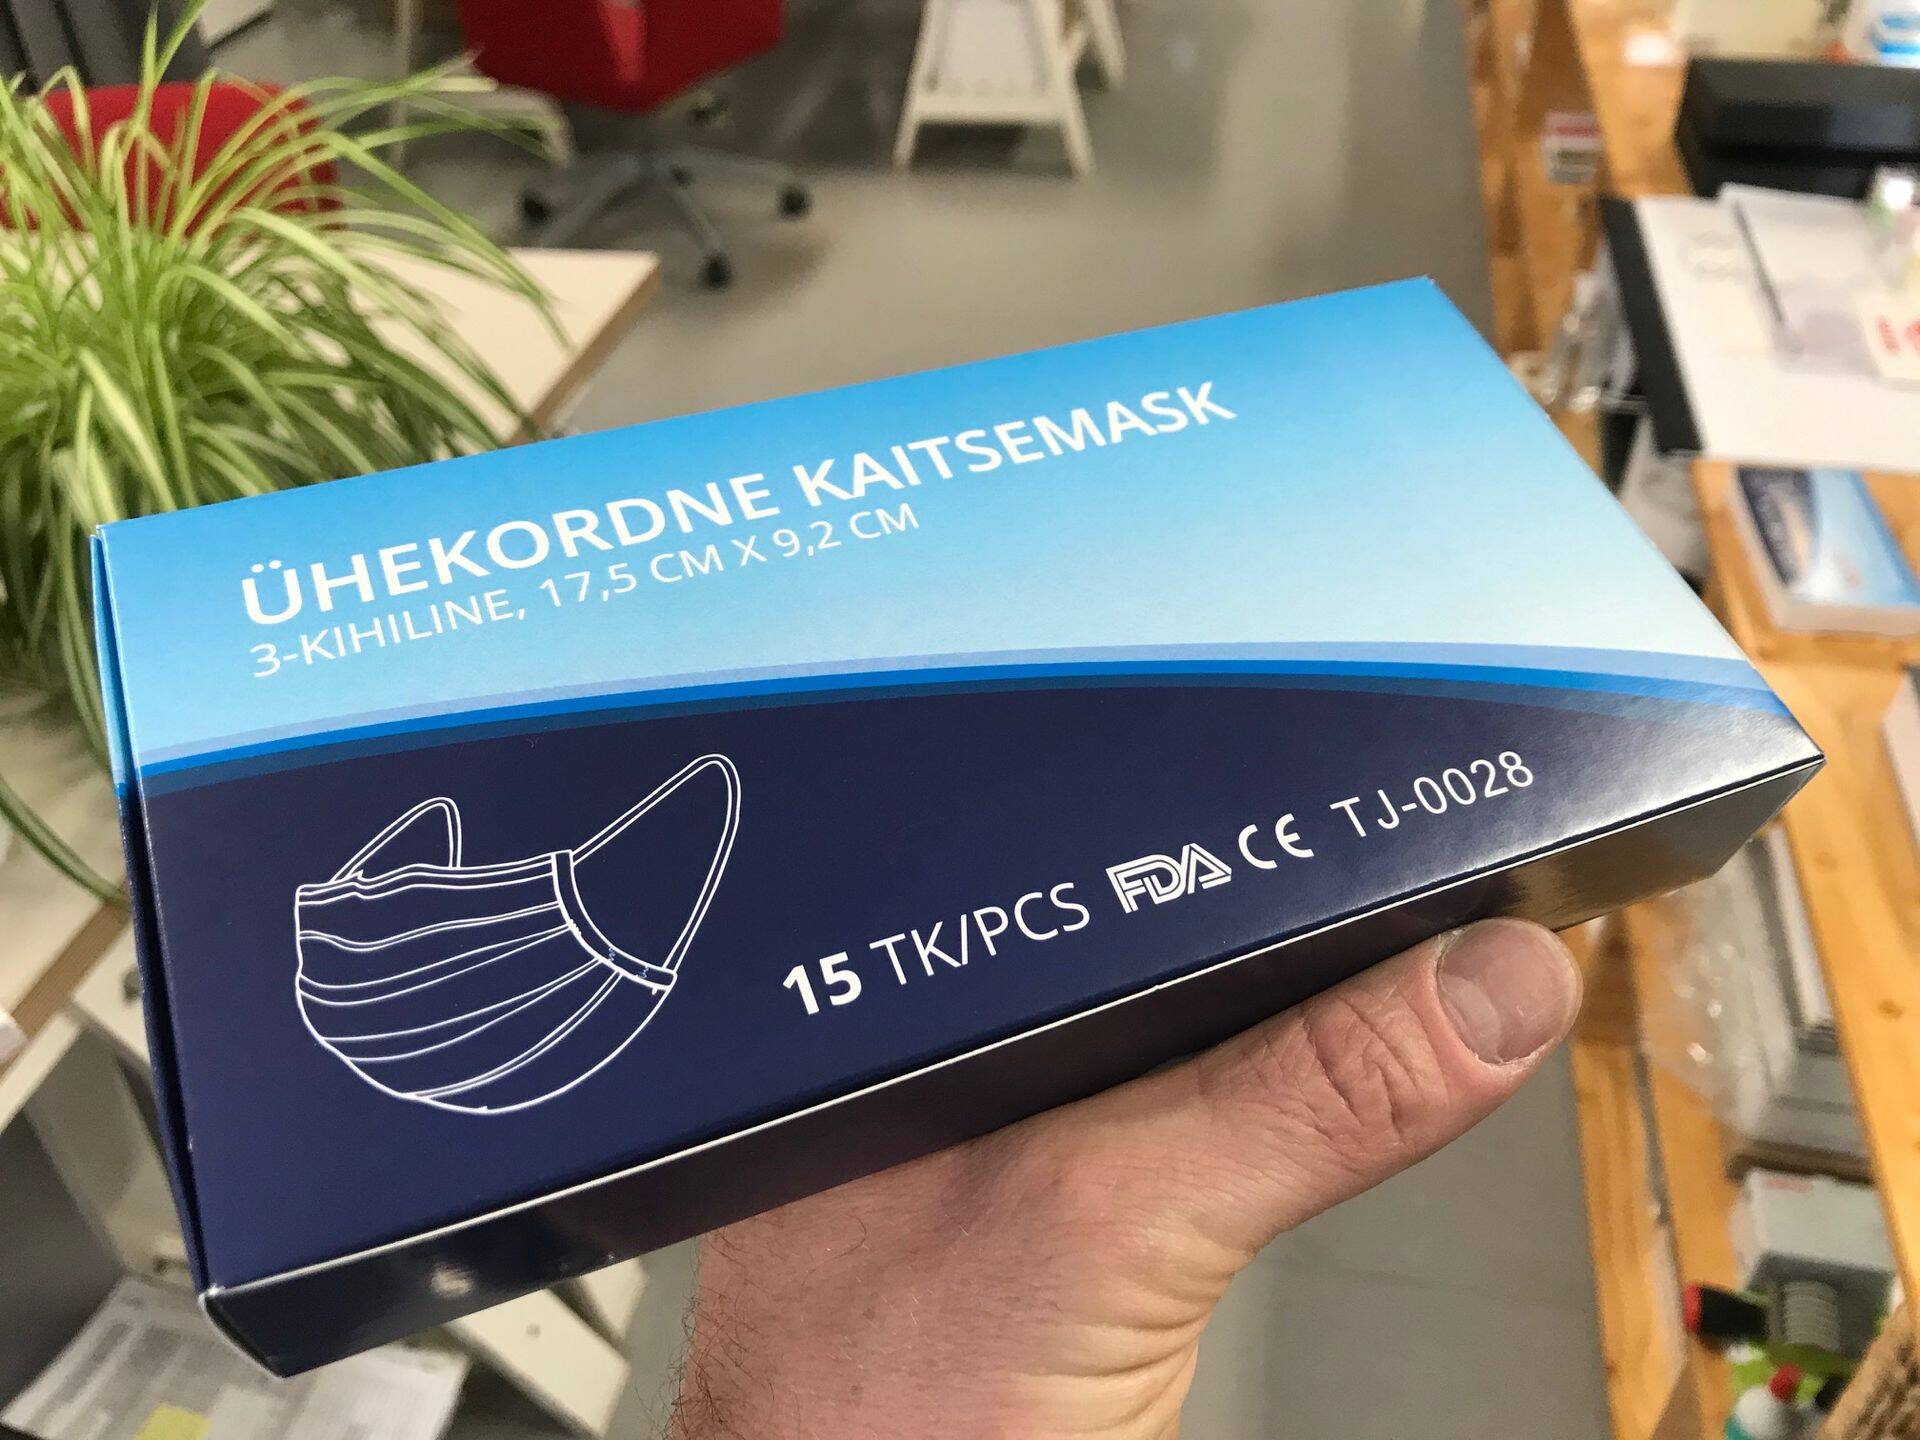 ÜHEKORDNE KAITSEMASK
3-KIHILINE, 17,5 CM X 9,2 CM
15 TK/PCS FDA CE TJ-0028